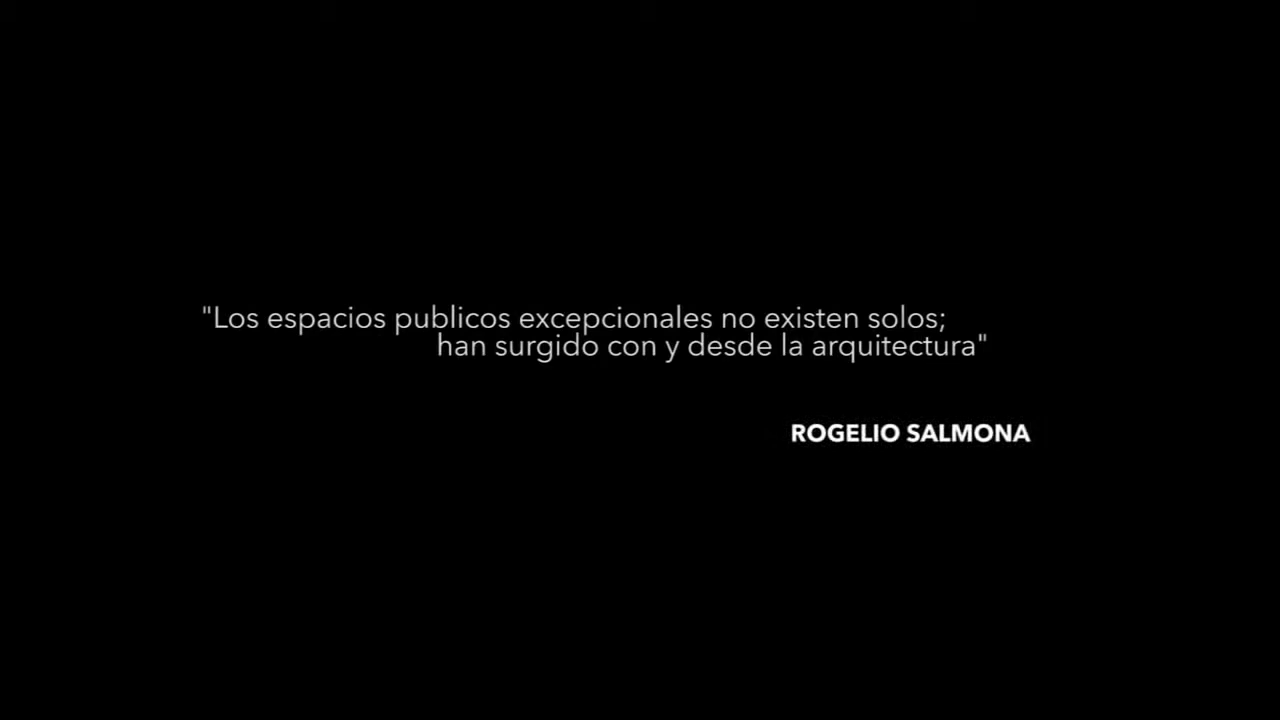 "Los espacios publicos excepcionales no existen solos;
han surgido con y desde la arquitectura"
ROGELIO SALMONA